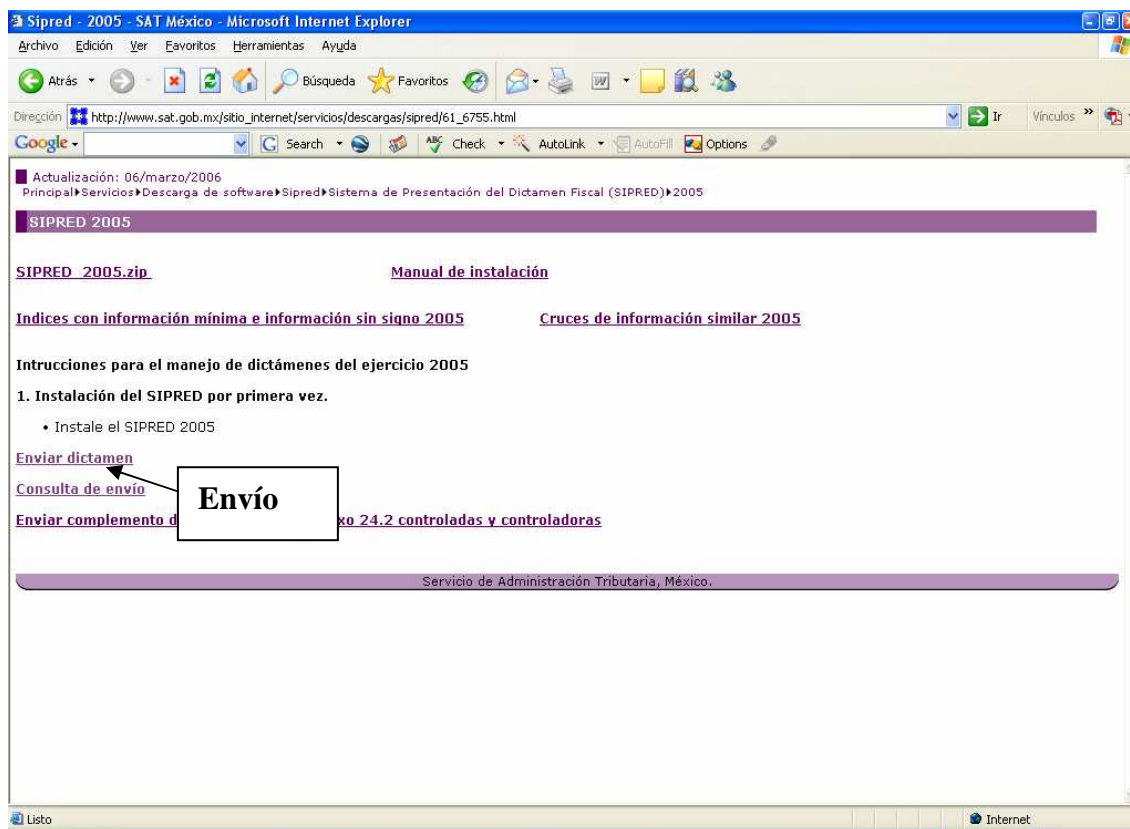 Sipred - 2005 - SAT México - Microsoft Internet Explorer
Archivo Edición Ver Favoritos Herramientas Ayuda
Atrás Búsqueda Favoritos
Dirección http://www.sat.gob.mx/sitio_internet/servicios/descargas/sipred/61_6755.html Ir Vínculos »
Google Search ABC Check AutoLink AutoFill Options
Actualización: 06/marzo/2006
Principal Servicios Descarga de software Sipred Sistema de Presentación del Dictamen Fiscal (SIPRED) 2005
SIPRED 2005
SIPRED 2005.zip Manual de instalación
Indices con información mínima e información sin signo 2005 Cruces de información similar 2005
Intrucciones para el manejo de dictámenes del ejercicio 2005
1. Instalación del SIPRED por primera vez.
• Instale el SIPRED 2005
Enviar dictamen
Consulta de envío
Envío
Enviar complemento d xo 24.2 controladas y controladoras
Servicio de Administración Tributaria, México.
Listo Internet